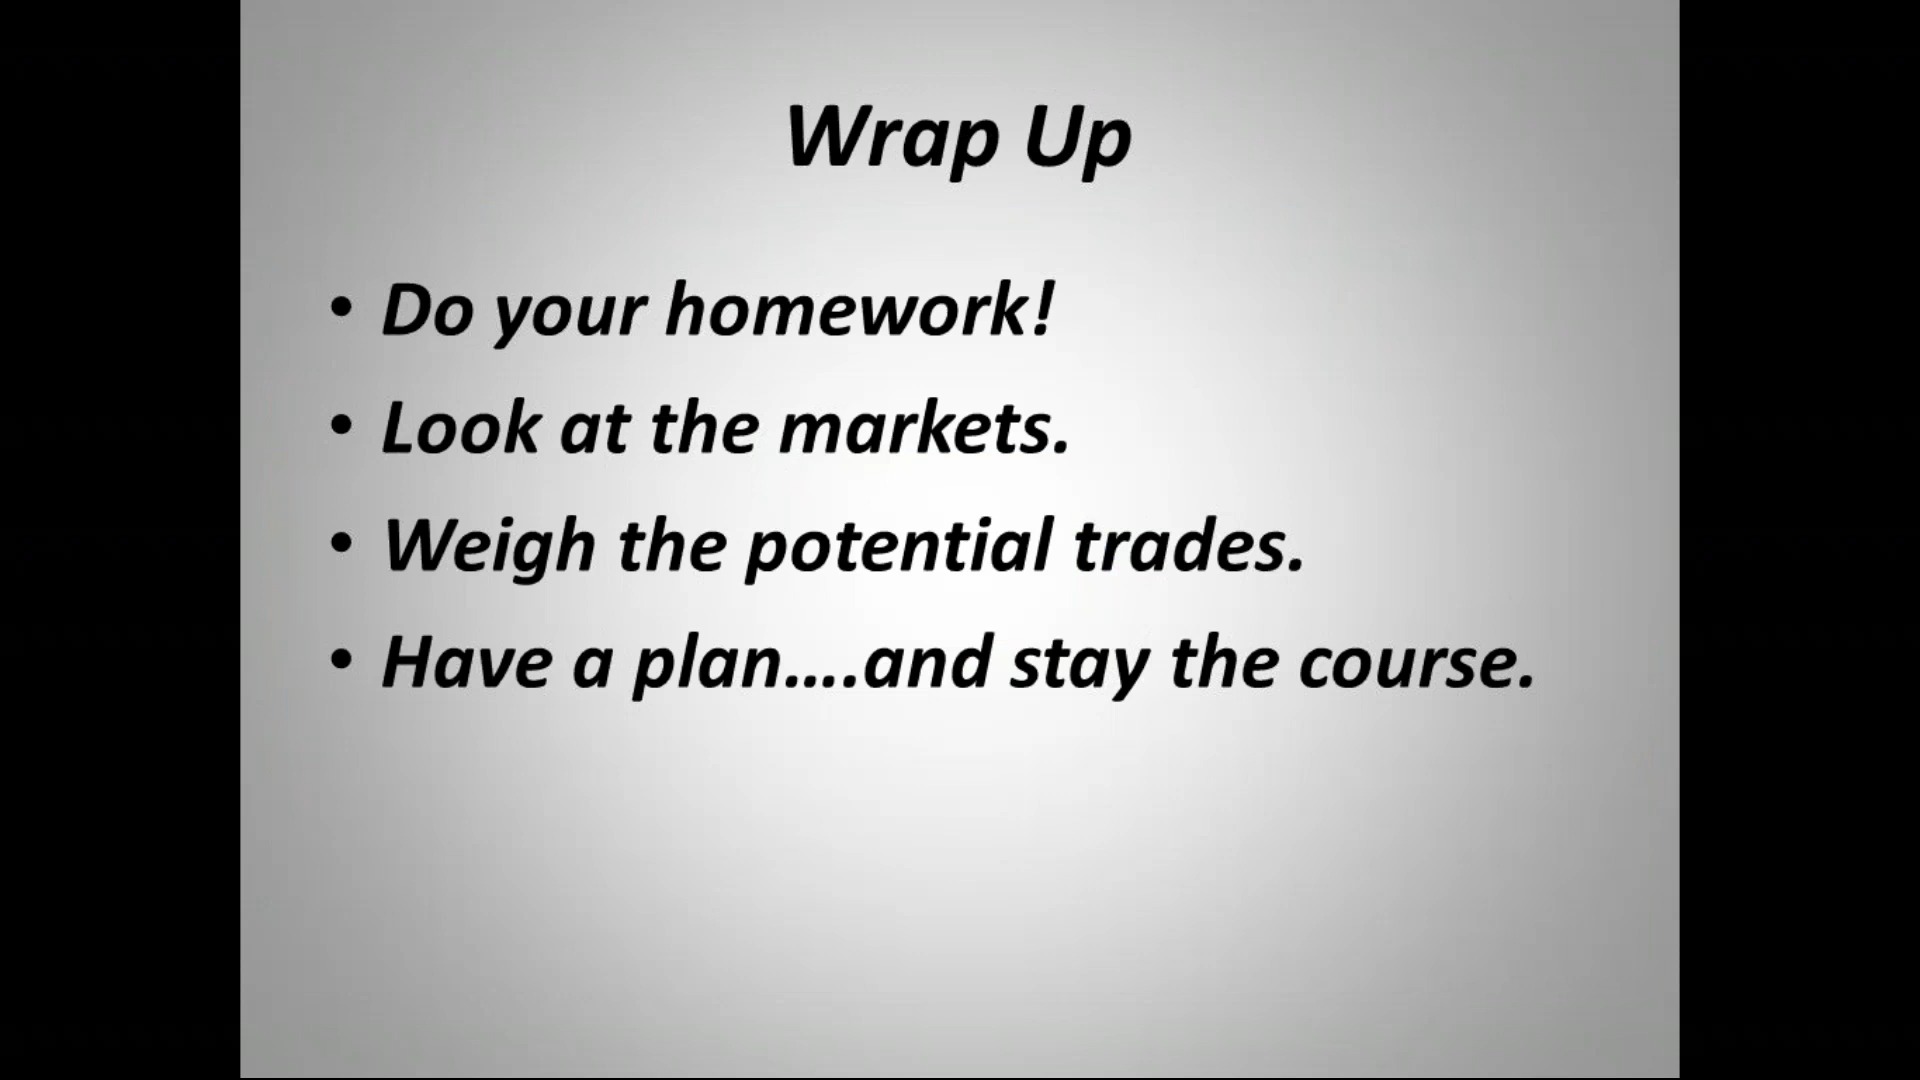 Wrap Up
• Do your homework!
• Look at the markets.
• Weigh the potential trades.
• Have a plan....and stay the course.